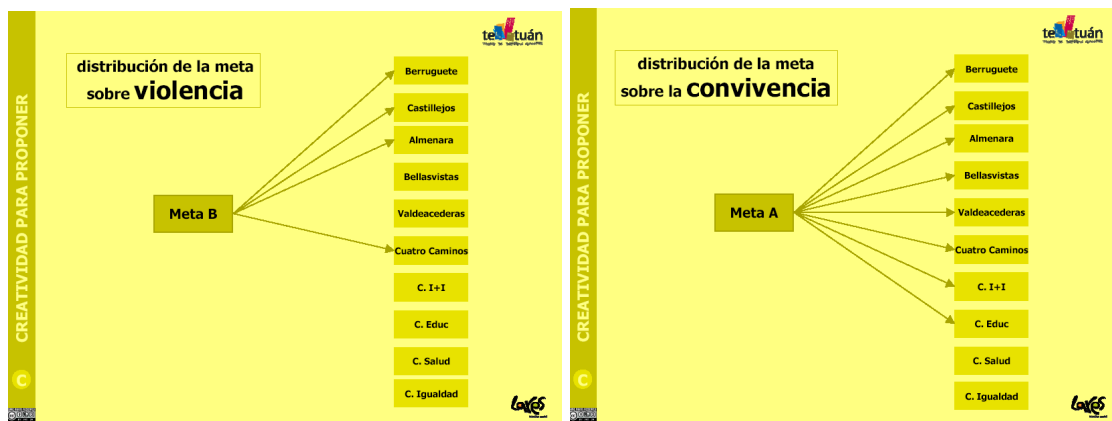 CREATIVIDAD PARA PROPONER
C
distribución de la meta
sobre violencia
Meta B
tetuán
Berruguete
Castillejos
Almenara
Bellasvistas
Valdeacederas
Cuatro Caminos
C. I+I
C. Educ
C. Salud
C. Igualdad
CREATIVIDAD PARA PROPONER
C
distribución de la meta
sobre la convivencia
Meta A
tetuán
Berruguete
Castillejos
Almenara
Bellasvistas
Valdeacederas
Cuatro Caminos
C. I+I
C. Educ
C. Salud
C. Igualdad